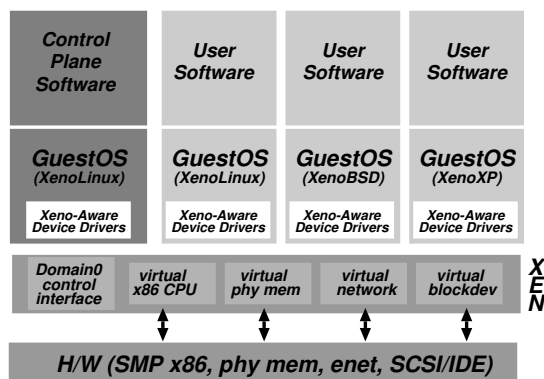 Control
Plane
Software
User
Software
User
Software
User
Software
GuestOS
(XenoLinux)
Xeno-Aware
Device Drivers
GuestOS
(XenoLinux)
Xeno-Aware
Device Drivers
GuestOS
(XenoBSD)
Xeno-Aware
Device Drivers
GuestOS
(XenoXP)
Xeno-Aware
Device Drivers
Domain0
control
interface
virtual
x86 CPU
virtual
phy mem
virtual
network
virtual
blockdev
X
E
N
H/W (SMP x86, phy mem, enet, SCSI/IDE)